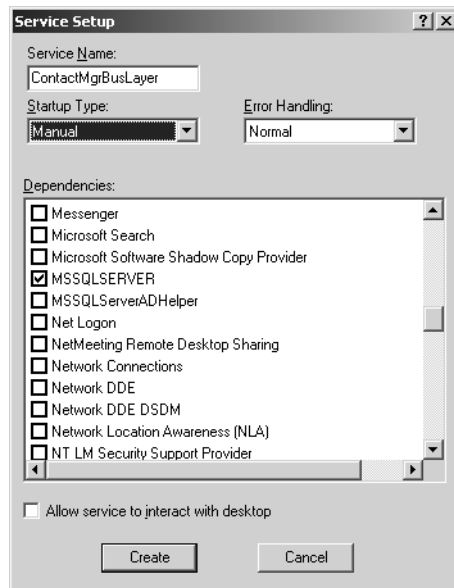 Service Setup
Service Name:
ContactMgrBusLayer
Startup Type: Error Handling:
Manual Normal
Dependencies:
Messenger
Microsoft Search
Microsoft Software Shadow Copy Provider
MSSQLSERVER
MSSQLServerADHelper
Net Logon
NetMeeting Remote Desktop Sharing
Network Connections
Network DDE
Network DDE DSDM
Network Location Awareness (NLA)
NT LM Security Support Provider
Allow service to interact with desktop
Create Cancel